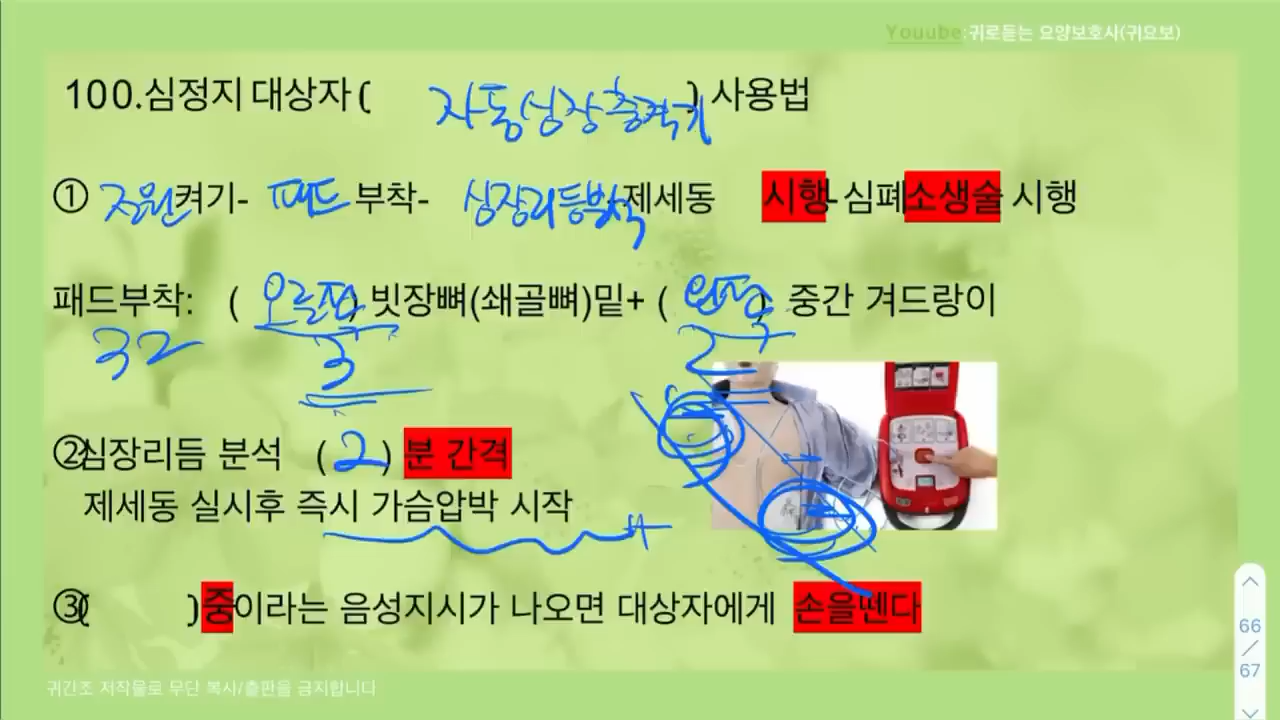 Youube:귀로듣는 요양보호사(귀요보)
100.심정지 대상자 ( 자동심장충격기 ) 사용법
① 전원켜기- 패드 부착- 심장리듬분석-제세동 시행-심폐소생술 시행
패드부착: ( 오른쪽) 빗장뼈(쇄골뼈)밑+ ( 왼쪽) 중간 겨드랑이
32 3 2
②심장리듬 분석 ( 2 ) 분 간격
제세동 실시후 즉시 가슴압박 시작
③( )중이라는 음성지시가 나오면 대상자에게 손을뗀다
66
/
67
귀긴조 저작물로 무단 복사/출판을 금지합니다